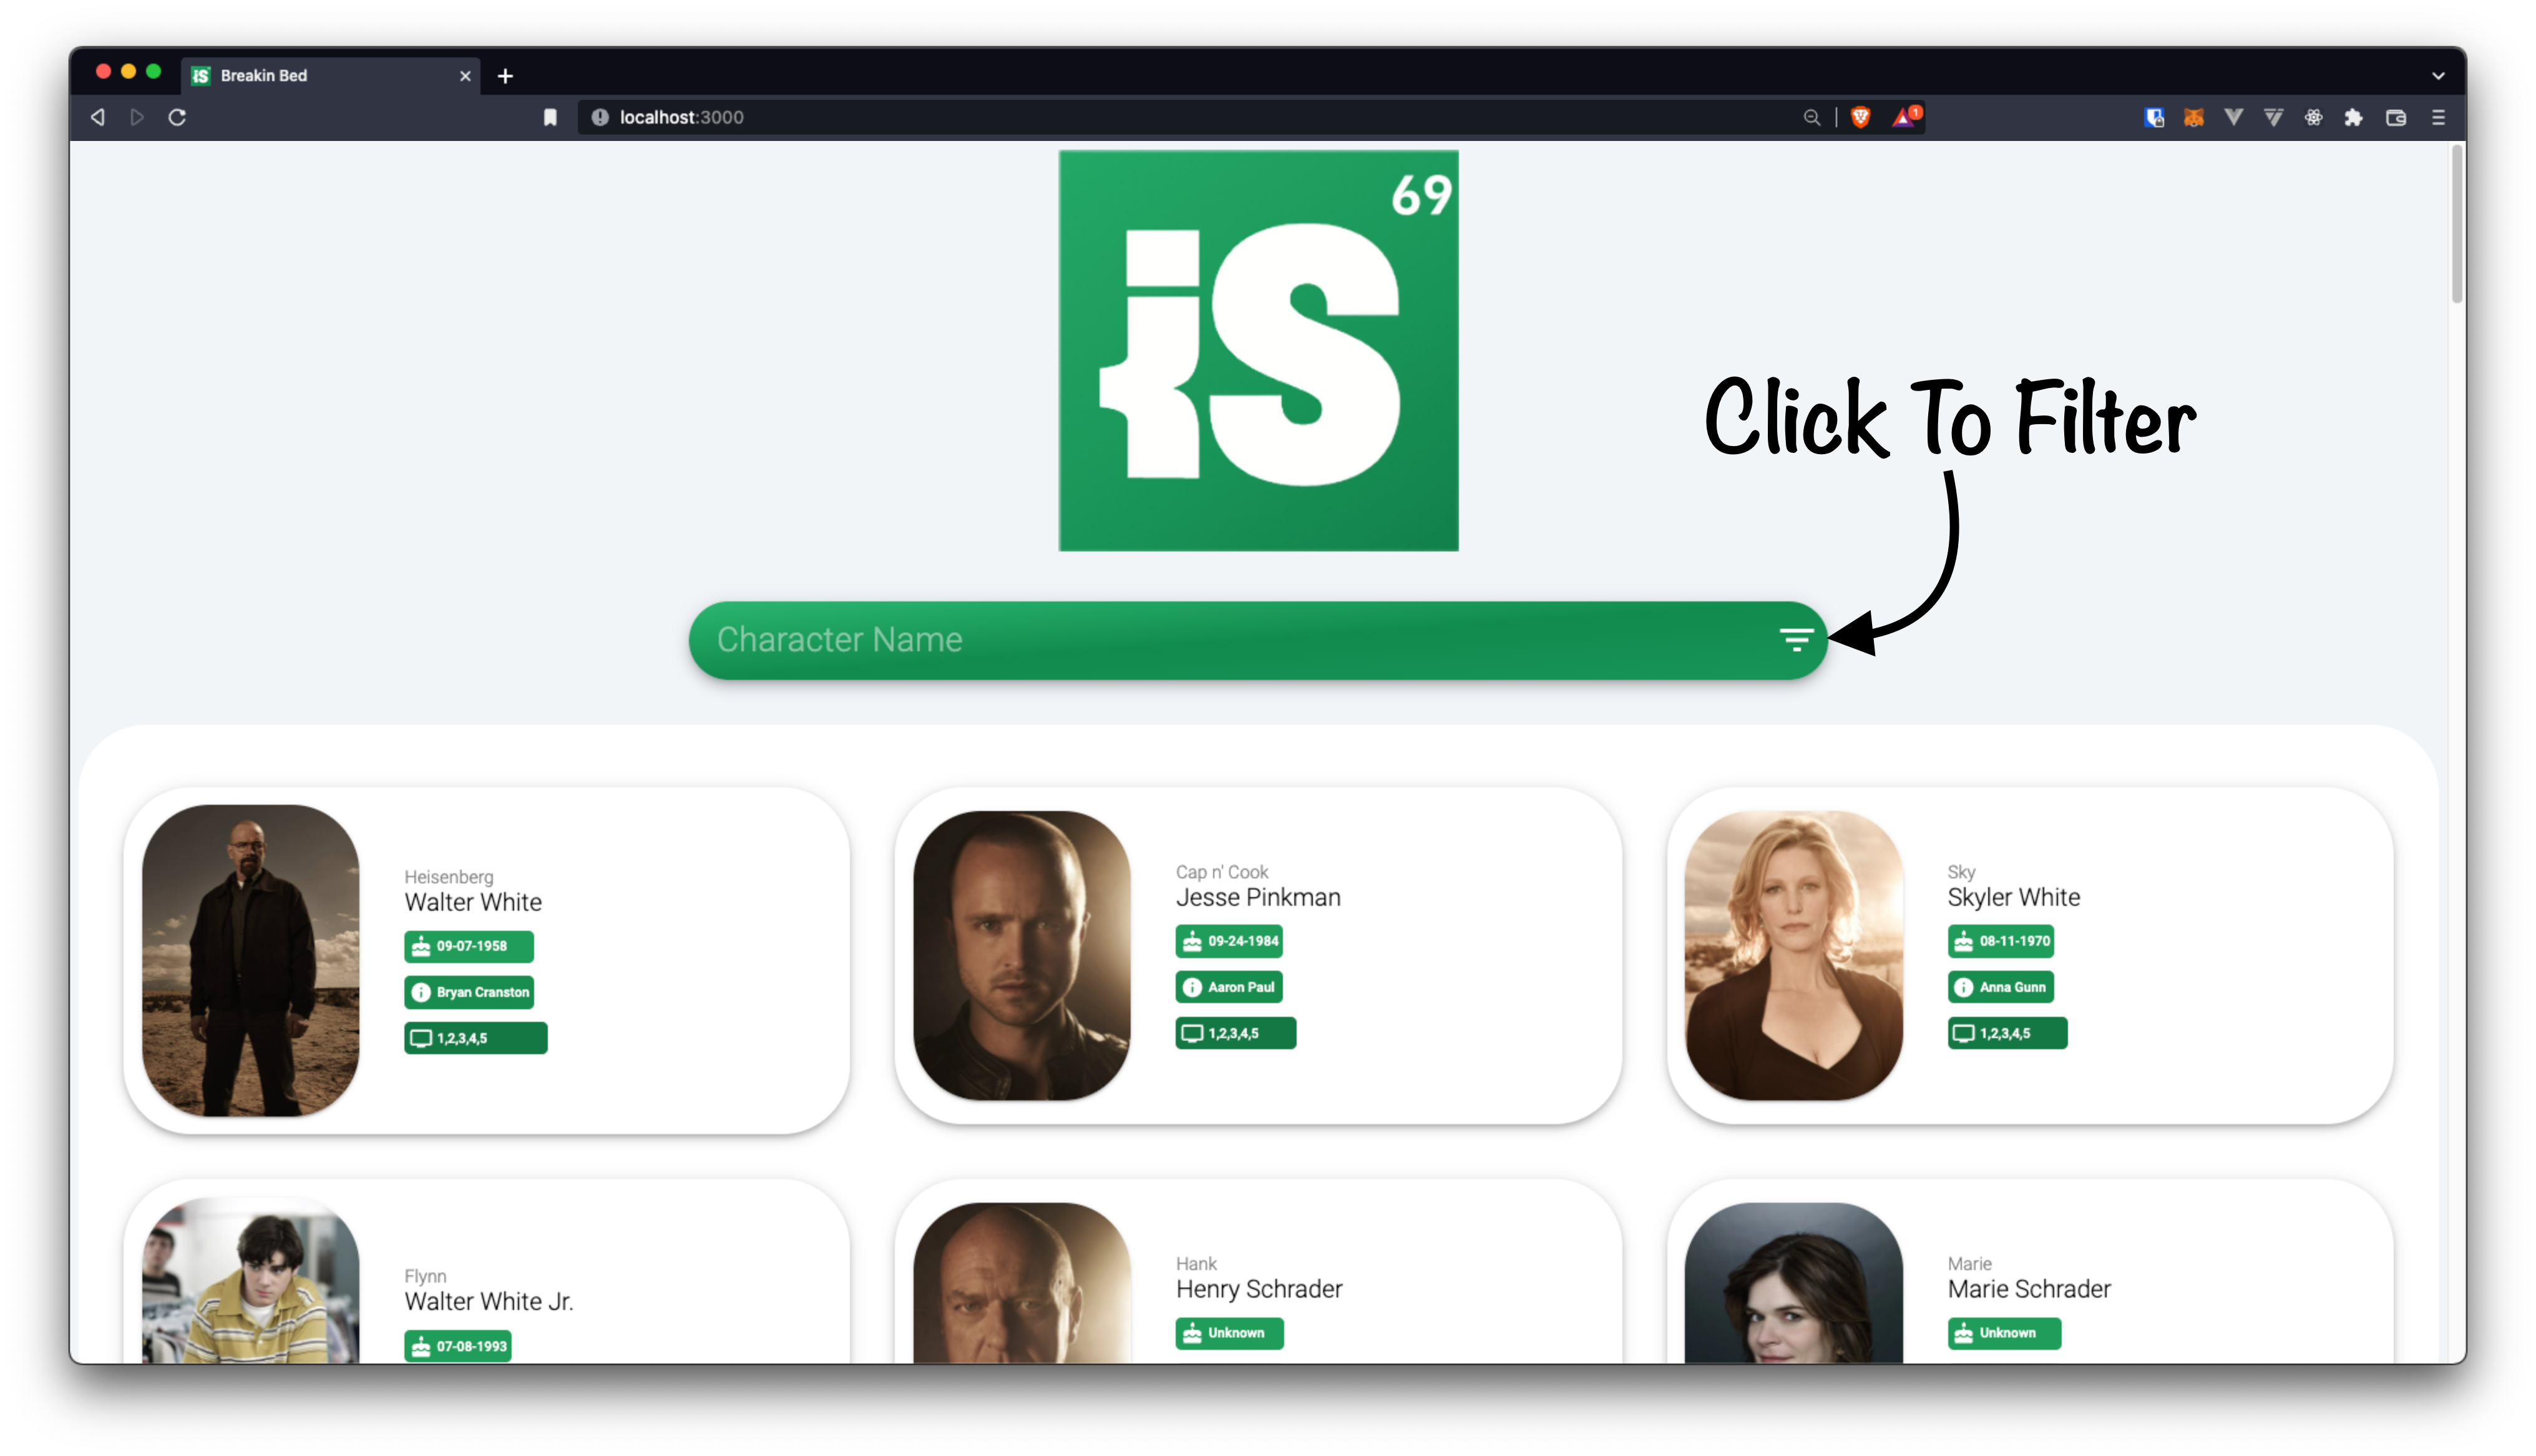 Breakin Bed
localhost:3000
1
69
iS
Click To Filter
Character Name
Heisenberg
Walter White
09-07-1958
Bryan Cranston
1,2,3,4,5
Cap n' Cook
Jesse Pinkman
09-24-1984
Aaron Paul
1,2,3,4,5
Sky
Skyler White
08-11-1970
Anna Gunn
1,2,3,4,5
Flynn
Walter White Jr.
07-08-1993
Hank
Henry Schrader
Unknown
Marie
Marie Schrader
Unknown